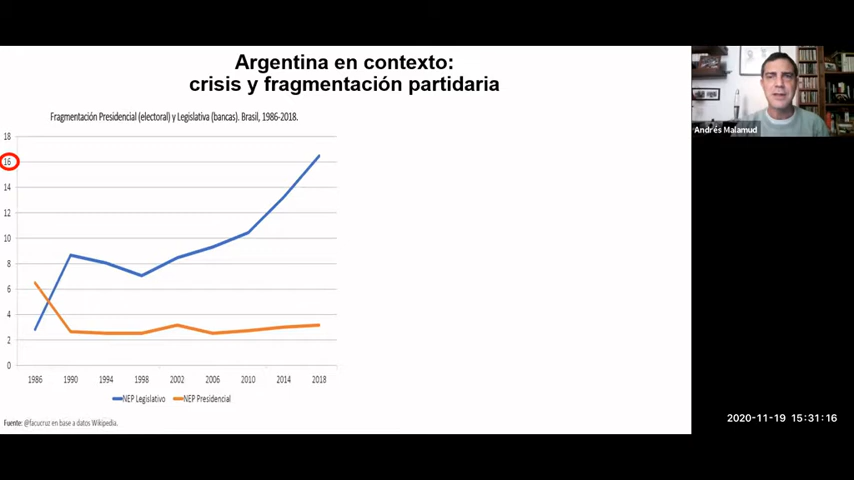 Argentina en contexto:
crisis y fragmentación partidaria
Fragmentación Presidencial (electoral) y Legislativa (bancas). Brasil, 1986-2018.
18
16
14
12
10
8
6
4
2
0
1986 1990 1994 1998 2002 2006 2010 2014 2018
NEP Legislativo NEP Presidencial
Fuente: @facucruz en base a datos Wikipedia.
Andrés Malamud
2020-11-19 15:31:16